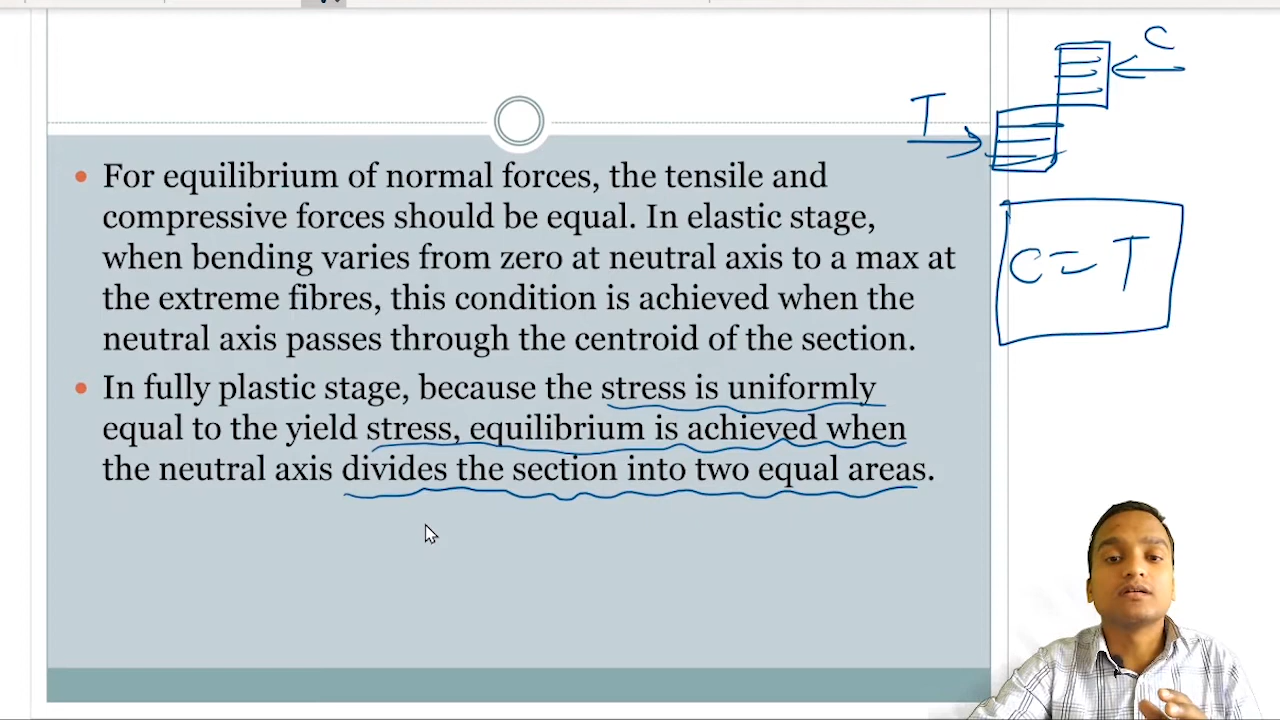 For equilibrium of normal forces, the tensile and
compressive forces should be equal. In elastic stage,
when bending varies from zero at neutral axis to a max at
the extreme fibres, this condition is achieved when the
neutral axis passes through the centroid of the section.
In fully plastic stage, because the stress is uniformly
equal to the yield stress, equilibrium is achieved when
the neutral axis divides the section into two equal areas.
C
T
C = T